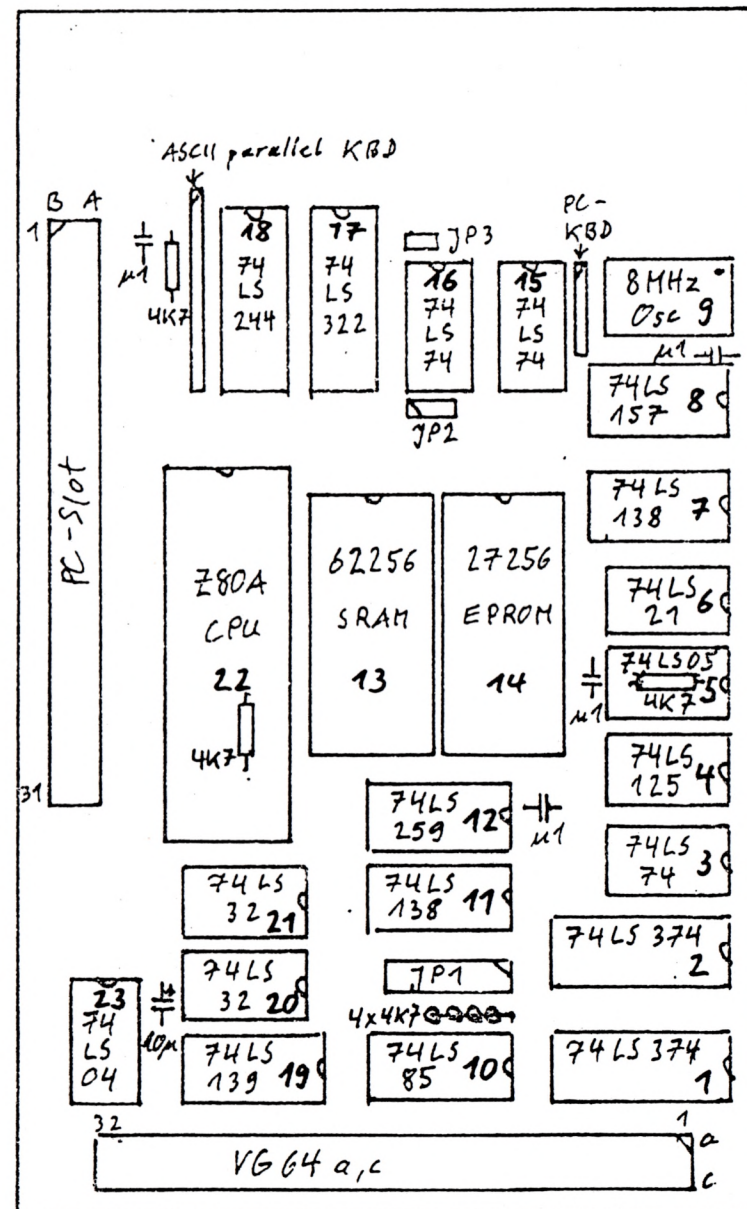 ASCII parallel KBD
B A
1
31
PC-Slot
µ1
4K7
18
74
LS
244
17
74
LS
322
JP3
16
74
LS
74
JP2
15
74
LS
74
PC-
KBD
8MHz
Osc 9
µ1
74LS
157 8
74LS
138 7
74LS
21 6
74LS05
4K7 5
µ1
74LS
125 4
74LS
74 3
74LS 374
2
74LS 374
1
Z80A
CPU
22
4K7
62256
SRAM
13
27256
EPROM
14
74LS
259 12
µ1
74LS
138 11
JP1
4x4K7
74LS
85 10
74LS
32 21
74LS
32 20
74LS
139 19
23
74
LS
04
+
10µ
32
1
a
c
VG 64 a,c